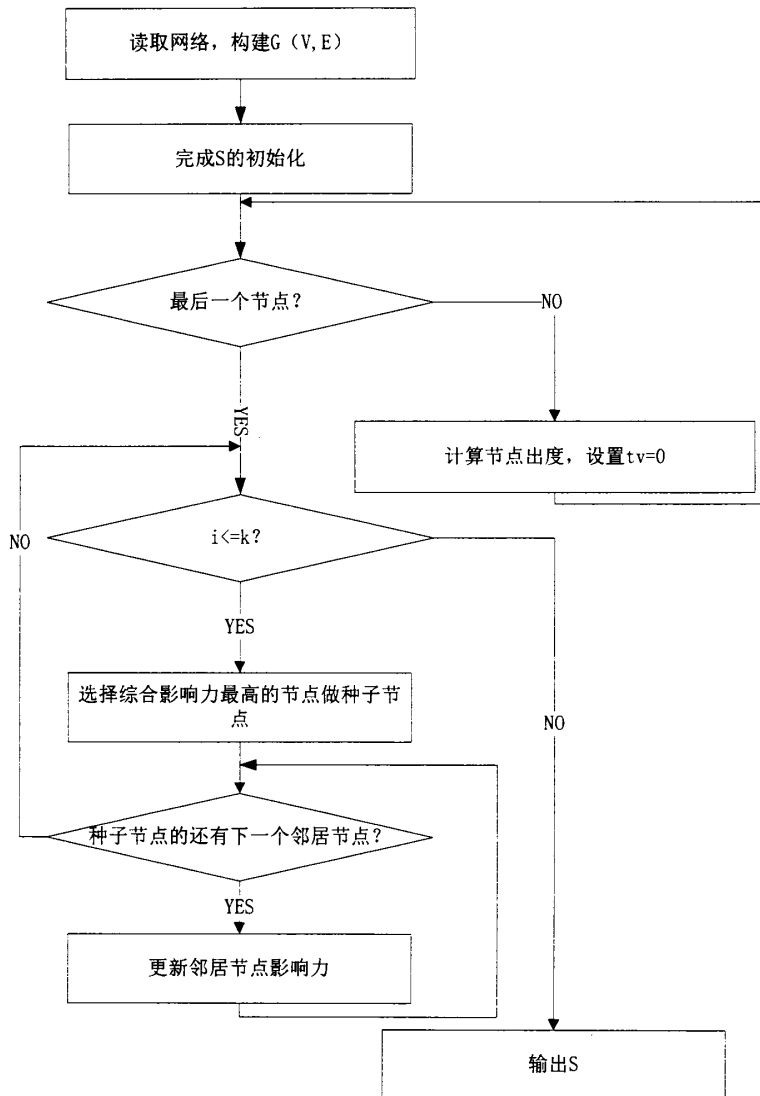 读取网络，构建G（V,E）
完成S的初始化
最后一个节点？
NO
YES
计算节点出度，设置tv=0
i<=k？
NO
YES
选择综合影响力最高的节点做种子节
点
NO
种子节点的还有下一个邻居节点？
YES
更新邻居节点影响力
输出S